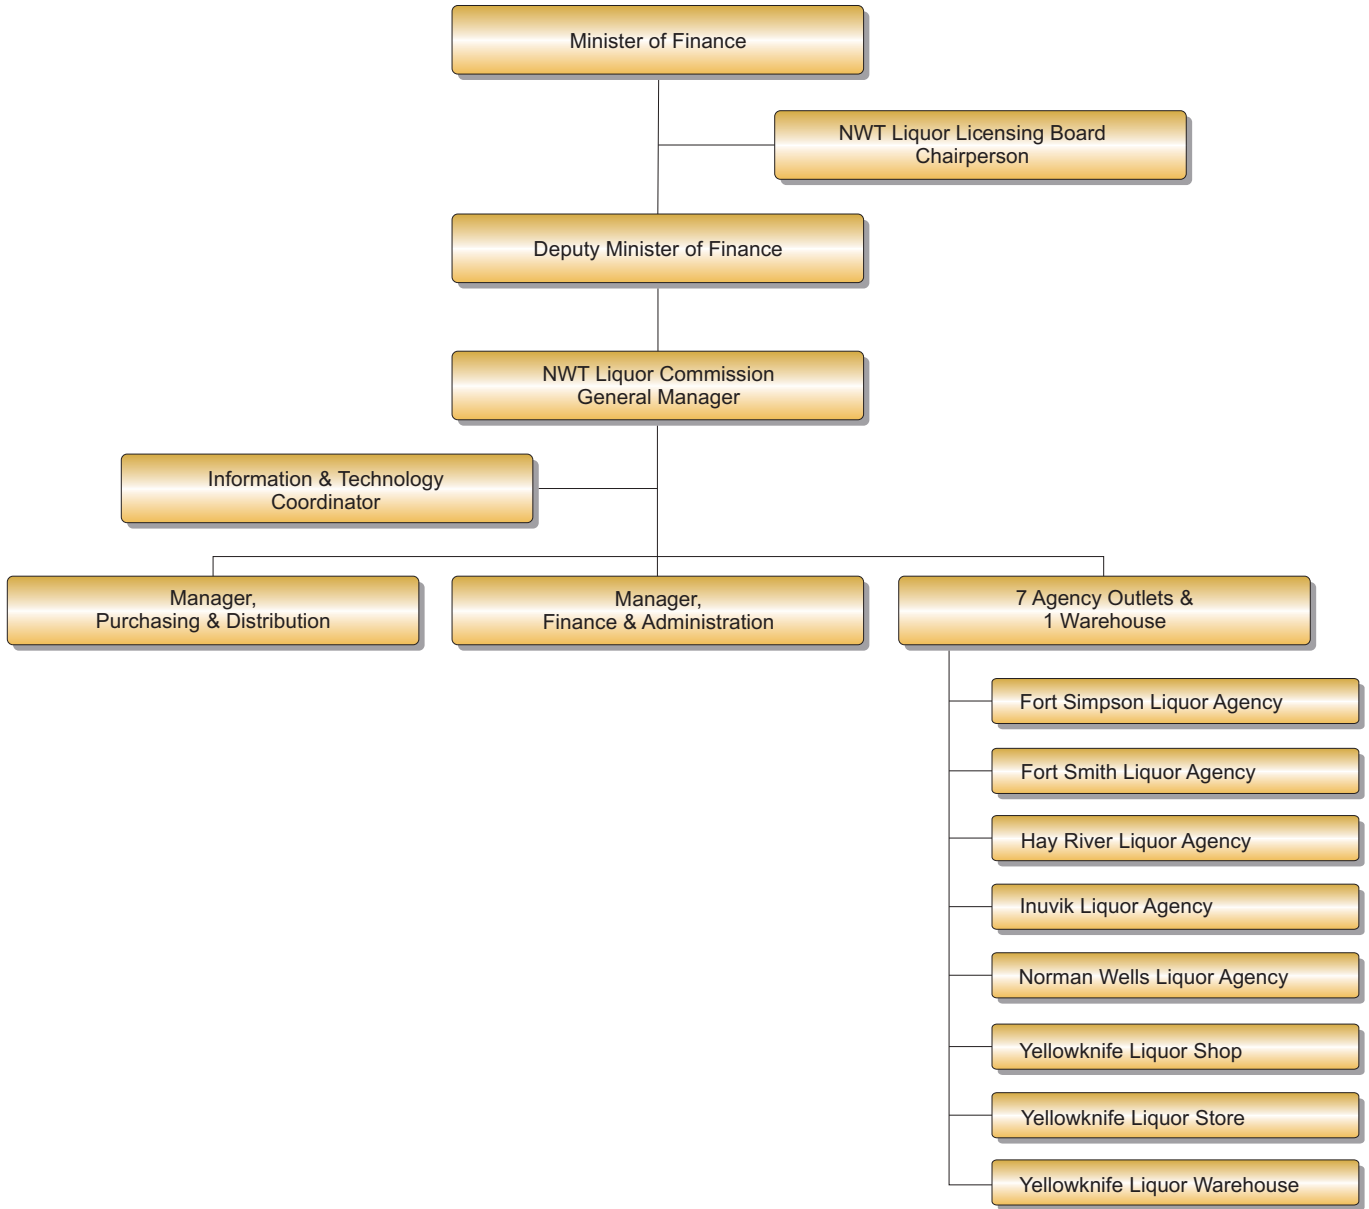 Minister of Finance
NWT Liquor Licensing Board
Chairperson
Deputy Minister of Finance
NWT Liquor Commission
General Manager
Information & Technology
Coordinator
Manager,
Purchasing & Distribution
Manager,
Finance & Administration
7 Agency Outlets &
1 Warehouse
Fort Simpson Liquor Agency
Fort Smith Liquor Agency
Hay River Liquor Agency
Inuvik Liquor Agency
Norman Wells Liquor Agency
Yellowknife Liquor Shop
Yellowknife Liquor Store
Yellowknife Liquor Warehouse